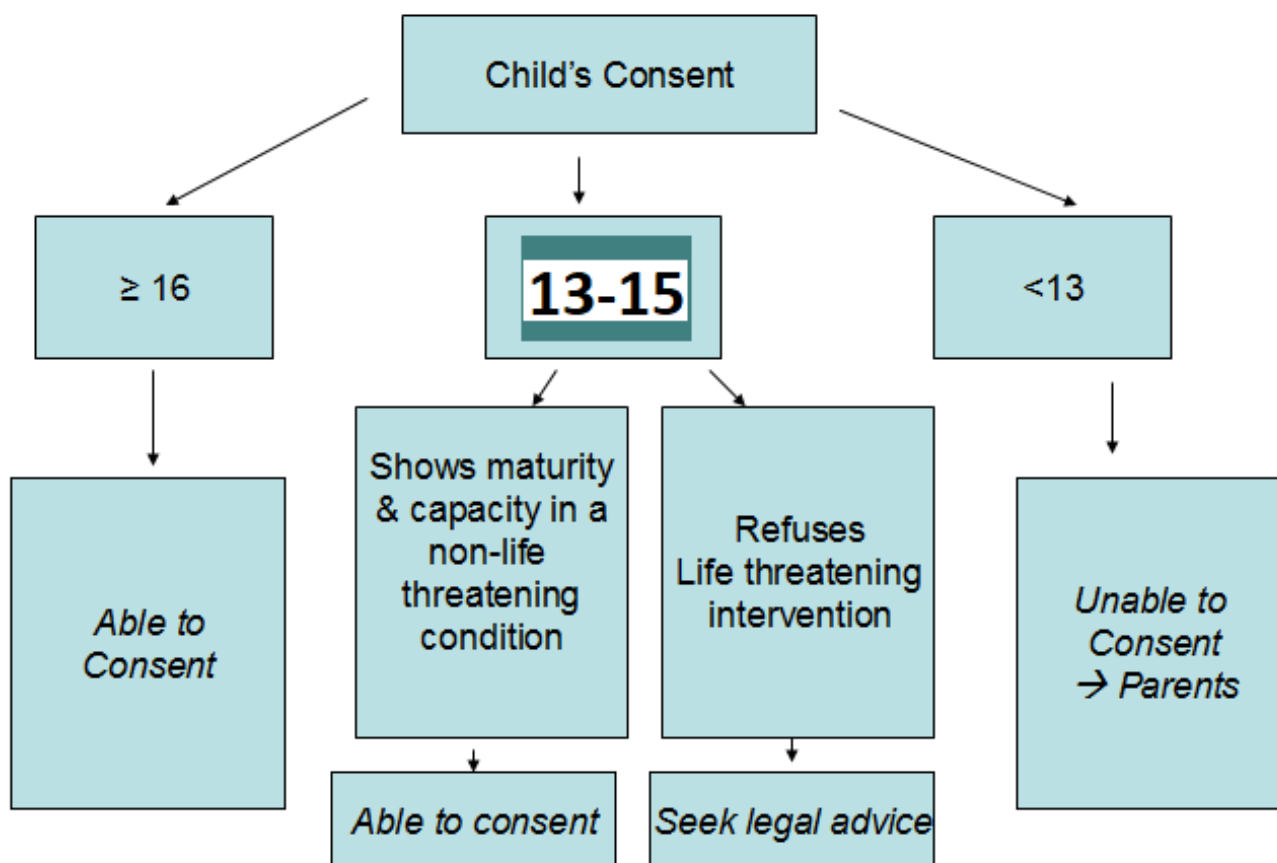 Child's Consent
≥ 16
13-15
<13
Shows maturity
& capacity in a
non-life
threatening
condition
Refuses
Life threatening
intervention
Able to
Consent
Unable to
Consent
→ Parents
Able to consent
Seek legal advice